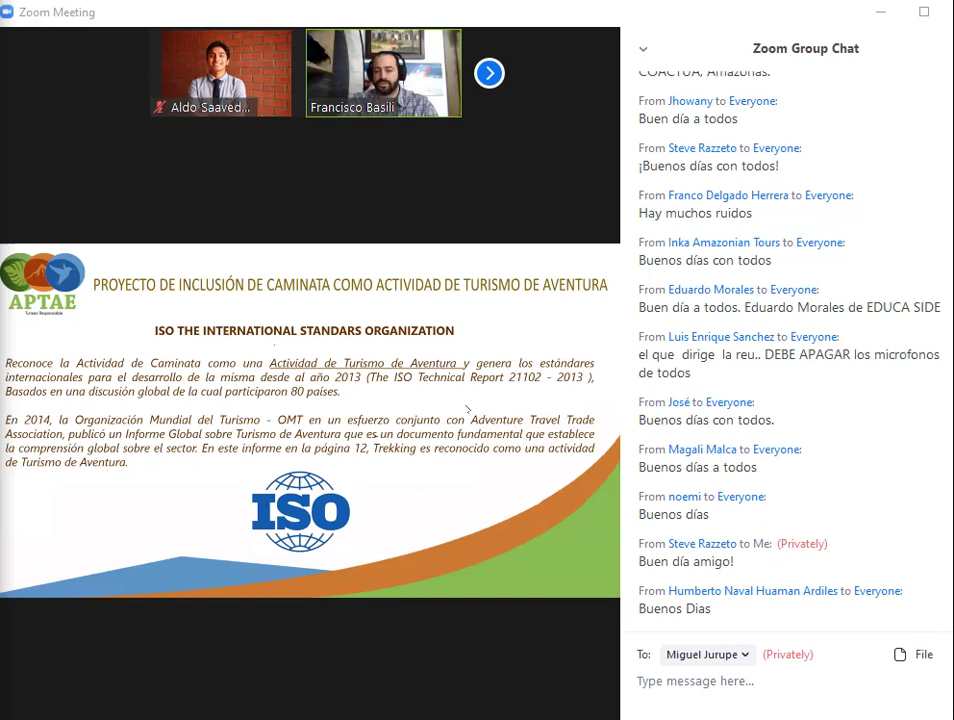 Zoom Meeting
Aldo Saaved...
Francisco Basili
APTAE
Turismo Responsable
PROYECTO DE INCLUSIÓN DE CAMINATA COMO ACTIVIDAD DE TURISMO DE AVENTURA
ISO THE INTERNATIONAL STANDARS ORGANIZATION
Reconoce la Actividad de Caminata como una Actividad de Turismo de Aventura y genera los estándares
internacionales para el desarrollo de la misma desde al año 2013 (The ISO Technical Report 21102 - 2013 ),
Basados en una discusión global de la cual participaron 80 países.
En 2014, la Organización Mundial del Turismo - OMT en un esfuerzo conjunto con Adventure Travel Trade
Association, publicó un Informe Global sobre Turismo de Aventura que es un documento fundamental que establece
la comprensión global sobre el sector. En este informe en la página 12, Trekking es reconocido como una actividad
de Turismo de Aventura.
ISO
Zoom Group Chat
COACTUA, Amazonas.
From Jhowany to Everyone:
Buen día a todos
From Steve Razzeto to Everyone:
¡Buenos días con todos!
From Franco Delgado Herrera to Everyone:
Hay muchos ruidos
From Inka Amazonian Tours to Everyone:
Buenos días con todos
From Eduardo Morales to Everyone:
Buen día a todos. Eduardo Morales de EDUCA SIDE
From Luis Enrique Sanchez to Everyone:
el que dirige la reu.. DEBE APAGAR los microfonos
de todos
From José to Everyone:
Buenos días con todos.
From Magali Malca to Everyone:
Buenos días a todos
From noemi to Everyone:
Buenos días
From Steve Razzeto to Me: (Privately)
Buen día amigo!
From Humberto Naval Huaman Ardiles to Everyone:
Buenos Dias
To: Miguel Jurupe (Privately) File
Type message here...